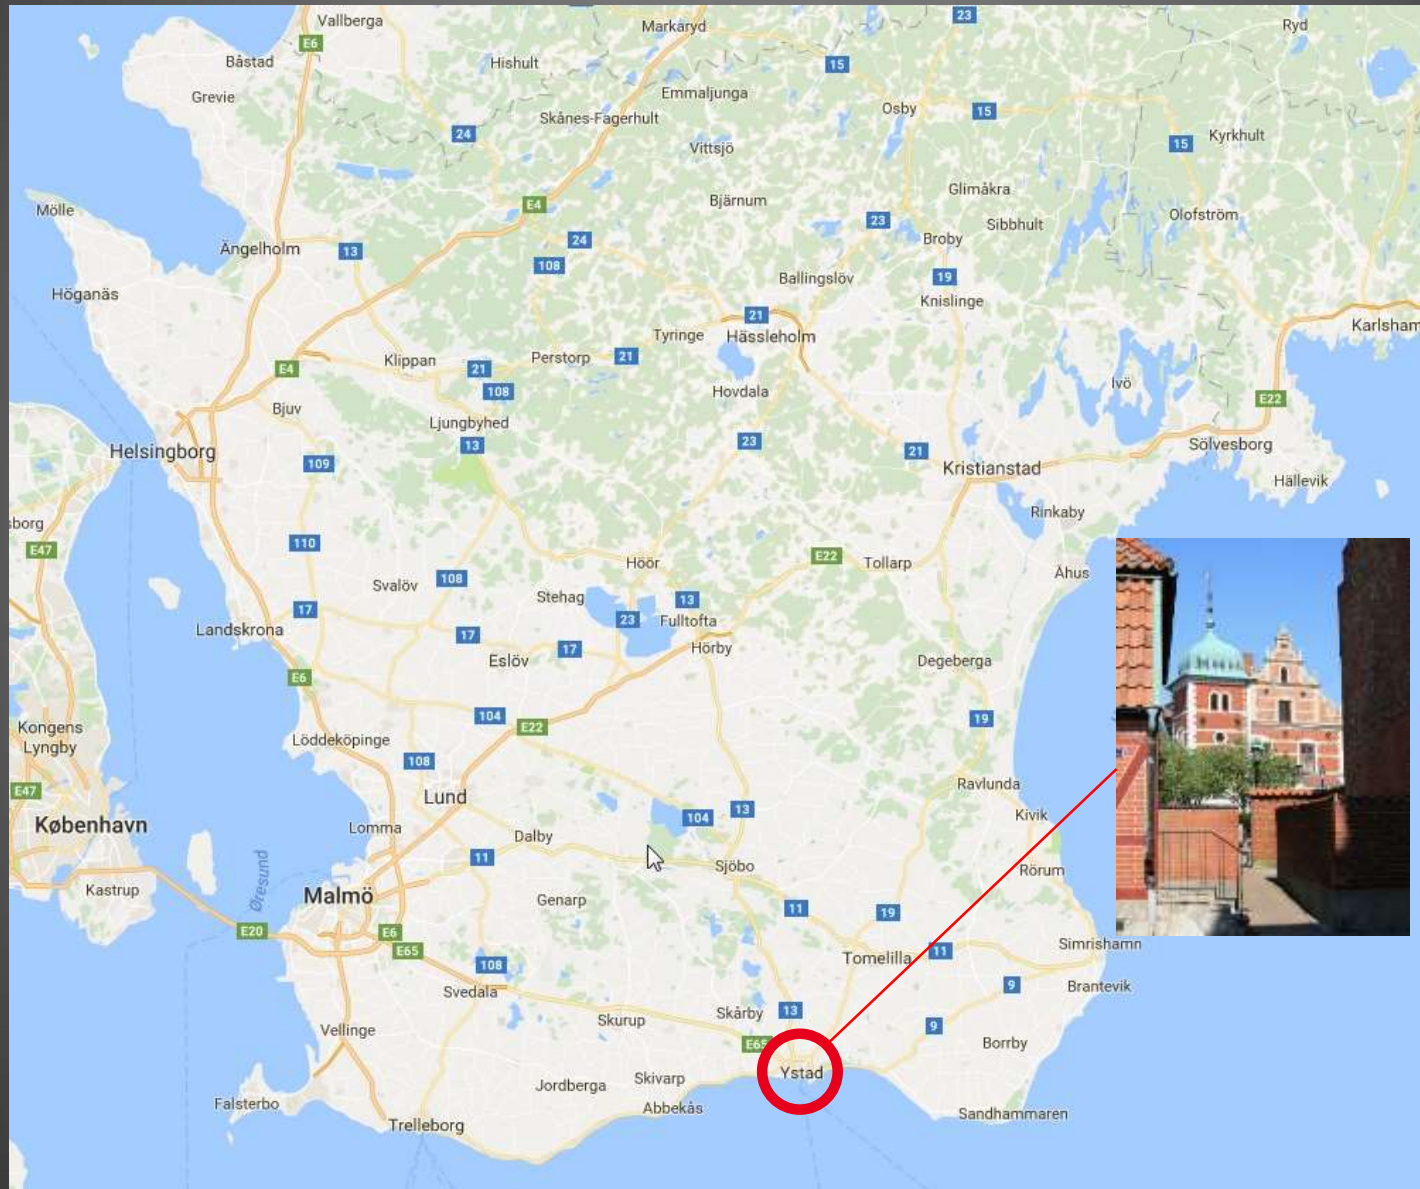 Vallberga
23
Markaryd
Ryd
E6
Båstad
Hishult
15
Grevie
Emmaljunga
Osby
15
Skånes-Fagerhult
24
Kyrkhult
15
Vittsjö
Glimåkra
Bjärnum
E4
Mölle
Sibbhult
Olofström
23
Broby
Ängelholm
13
24
108
Ballingslöv
19
Höganäs
Knislinge
21
Karlsham
Tyringe
Hässleholm
Klippan
Perstorp
21
E4
21
108
Hovdala
Ivö
E22
Bjuv
Ljungbyhed
13
23
Helsingborg
21
Sölvesborg
109
Kristianstad
Hällevik
Rinkaby
sborg
E47
110
E22
Tollarp
Höör
Åhus
Svalöv
108
Stehag
13
17
23
Fulltofta
Landskrona
17
17
Hörby
Eslöv
Degeberga
E6
104
19
E22
Kongens
Lyngby
Löddeköpinge
108
Ravlunda
E47
Lund
104
13
Kivik
København
Lomma
Dalby
11
Sjöbo
Rörum
Kastrup
Øresund
Malmö
Genarp
11
19
E20
E6
E65
Simrishamn
Tomelilla
11
108
Svedala
9
Brantevik
Skårby
13
Skurup
Vellinge
9
E65
Borrby
Ystad
Skivarp
Jordberga
Falsterbo
Abbekås
Sandhammaren
Trelleborg